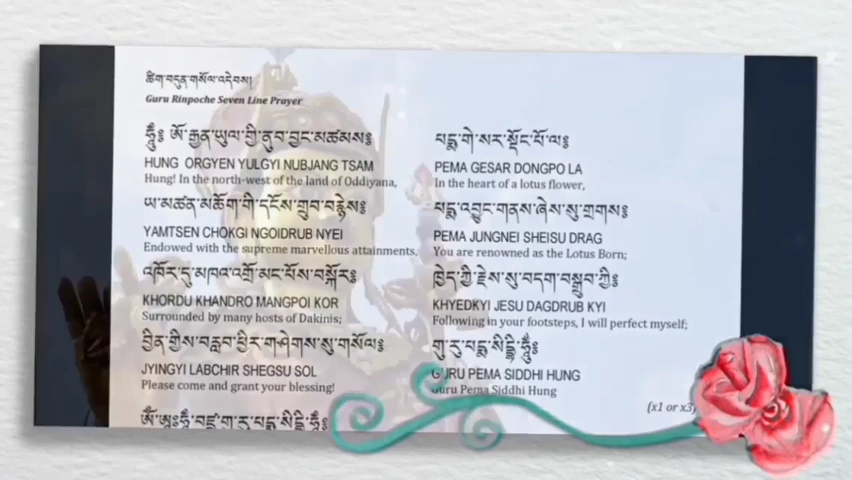 ཚིག་བདུན་གསོལ་འདེབས།
Guru Rinpoche Seven Line Prayer
ཧཱུྃ༔ ཨོ་རྒྱན་ཡུལ་གྱི་ནུབ་བྱང་མཚམས༔
HUNG ORGYEN YULGYI NUBJANG TSAM
Hung! In the north-west of the land of Oddiyana,
པདྨ་གེ་སར་སྡོང་པོ་ལ༔
PEMA GESAR DONGPO LA
In the heart of a lotus flower,
ཡ་མཚན་མཆོག་གི་དངོས་གྲུབ་བརྙེས༔
YAMTSEN CHOKGI NGOIDRUB NYEI
Endowed with the supreme marvellous attainments,
པདྨ་འབྱུང་གནས་ཞེས་སུ་གྲགས༔
PEMA JUNGNEI SHEISU DRAG
You are renowned as the Lotus Born;
འཁོར་དུ་མཁའ་འགྲོ་མང་པོས་བསྐོར༔
KHORDU KHANDRO MANGPOI KOR
Surrounded by many hosts of Dakinis;
ཁྱེད་ཀྱི་རྗེས་སུ་བདག་བསྒྲུབ་ཀྱི༔
KHYEDKYI JESU DAGDRUB KYI
Following in your footsteps, I will perfect myself;
བྱིན་གྱིས་བརླབ་ཕྱིར་གཤེགས་སུ་གསོལ༔
JYINGYI LABCHIR SHEGSU SOL
Please come and grant your blessing!
གུ་རུ་པདྨ་སིདྡྷི་ཧཱུྃ༔
GURU PEMA SIDDHI HUNG
Guru Pema Siddhi Hung
(x1 or x3)
ཨོཾ་ཨཱཿཧཱུྃ་བཛྲ་གུ་རུ་པདྨ་སིདྡྷི་ཧཱུྃ༔